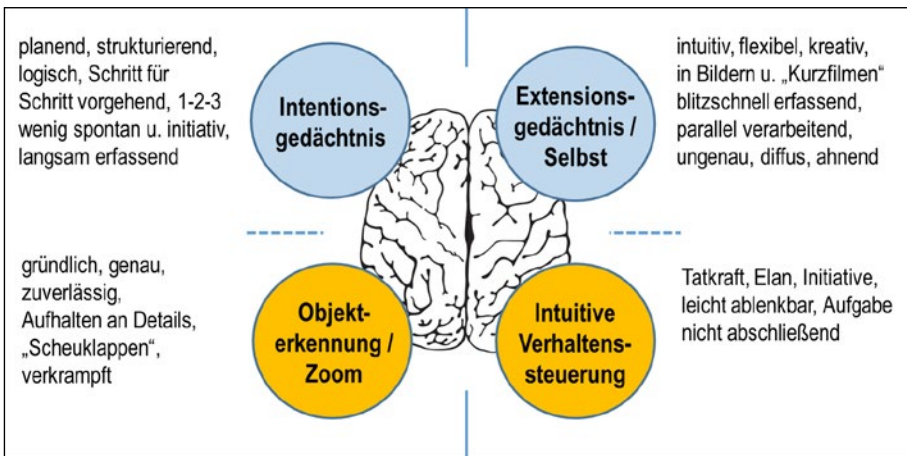 planend, strukturierend,
logisch, Schritt für
Schritt vorgehend, 1-2-3
wenig spontan u. initiativ,
langsam erfassend
Intentions-
gedächtnis
Extensions-
gedächtnis /
Selbst
intuitiv, flexibel, kreativ,
in Bildern u. „Kurzfilmen“
blitzschnell erfassend,
parallel verarbeitend,
ungenau, diffus, ahnend
gründlich, genau,
zuverlässig,
Aufhalten an Details,
„Scheuklappen“,
verkrampft
Objekt-
erkennung /
Zoom
Intuitive
Verhaltens-
steuerung
Tatkraft, Elan, Initiative,
leicht ablenkbar, Aufgabe
nicht abschließend